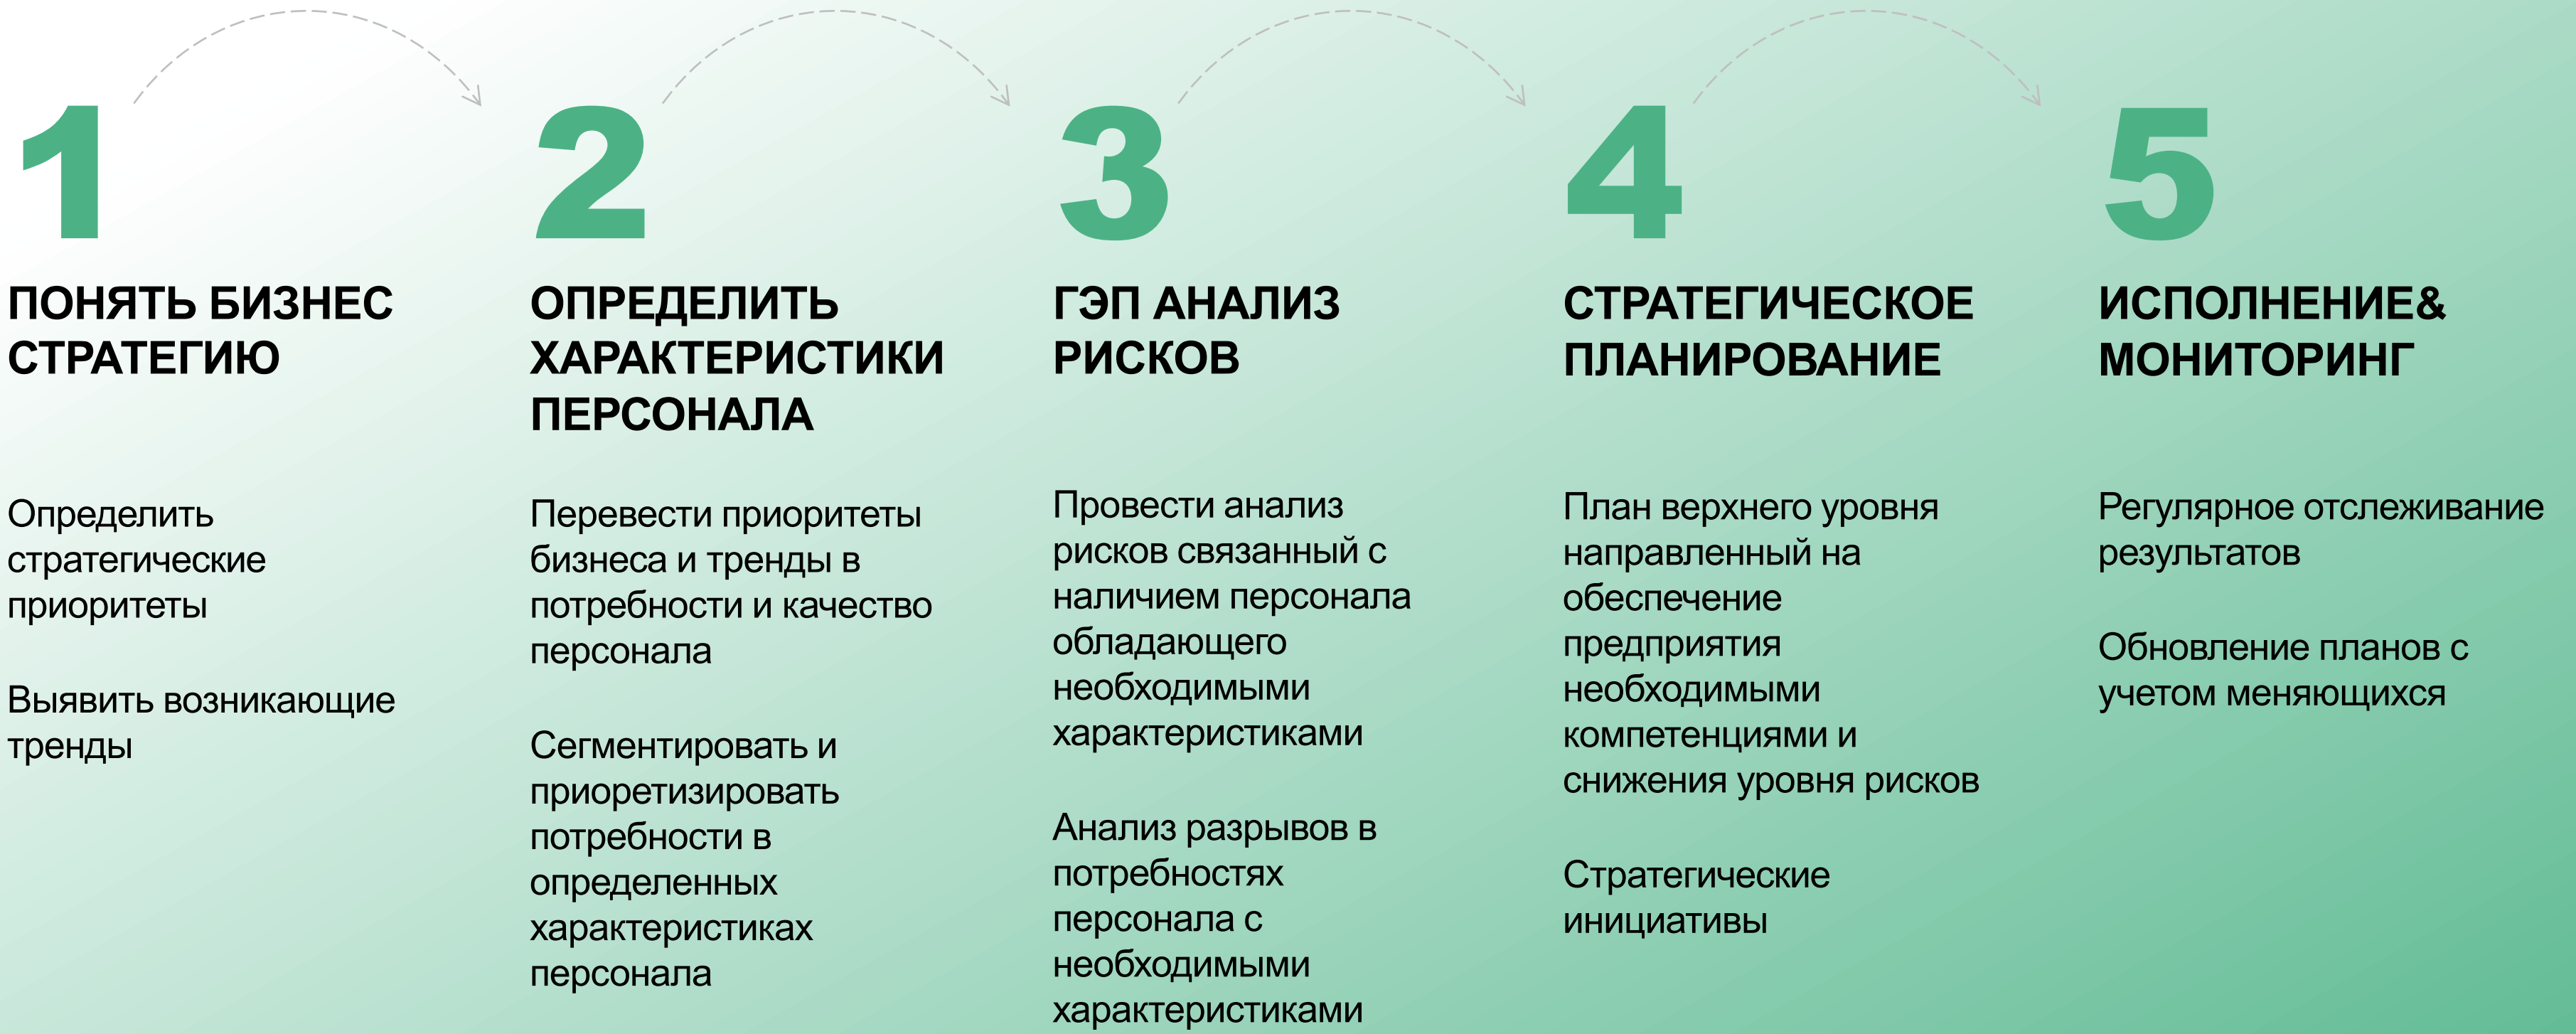 1
ПОНЯТЬ БИЗНЕС
СТРАТЕГИЮ
Определить
стратегические
приоритеты
Выявить возникающие
тренды
2
ОПРЕДЕЛИТЬ
ХАРАКТЕРИСТИКИ
ПЕРСОНАЛА
Перевести приоритеты
бизнеса и тренды в
потребности и качество
персонала
Сегментировать и
приоретизировать
потребности в
определенных
характеристиках
персонала
3
ГЭП АНАЛИЗ
РИСКОВ
Провести анализ
рисков связанный с
наличием персонала
обладающего
необходимыми
характеристиками
Анализ разрывов в
потребностях
персонала с
необходимыми
характеристиками
4
СТРАТЕГИЧЕСКОЕ
ПЛАНИРОВАНИЕ
План верхнего уровня
направленный на
обеспечение
предприятия
необходимыми
компетенциями и
снижения уровня рисков
Стратегические
инициативы
5
ИСПОЛНЕНИЕ&
МОНИТОРИНГ
Регулярное отслеживание
результатов
Обновление планов с
учетом меняющихся